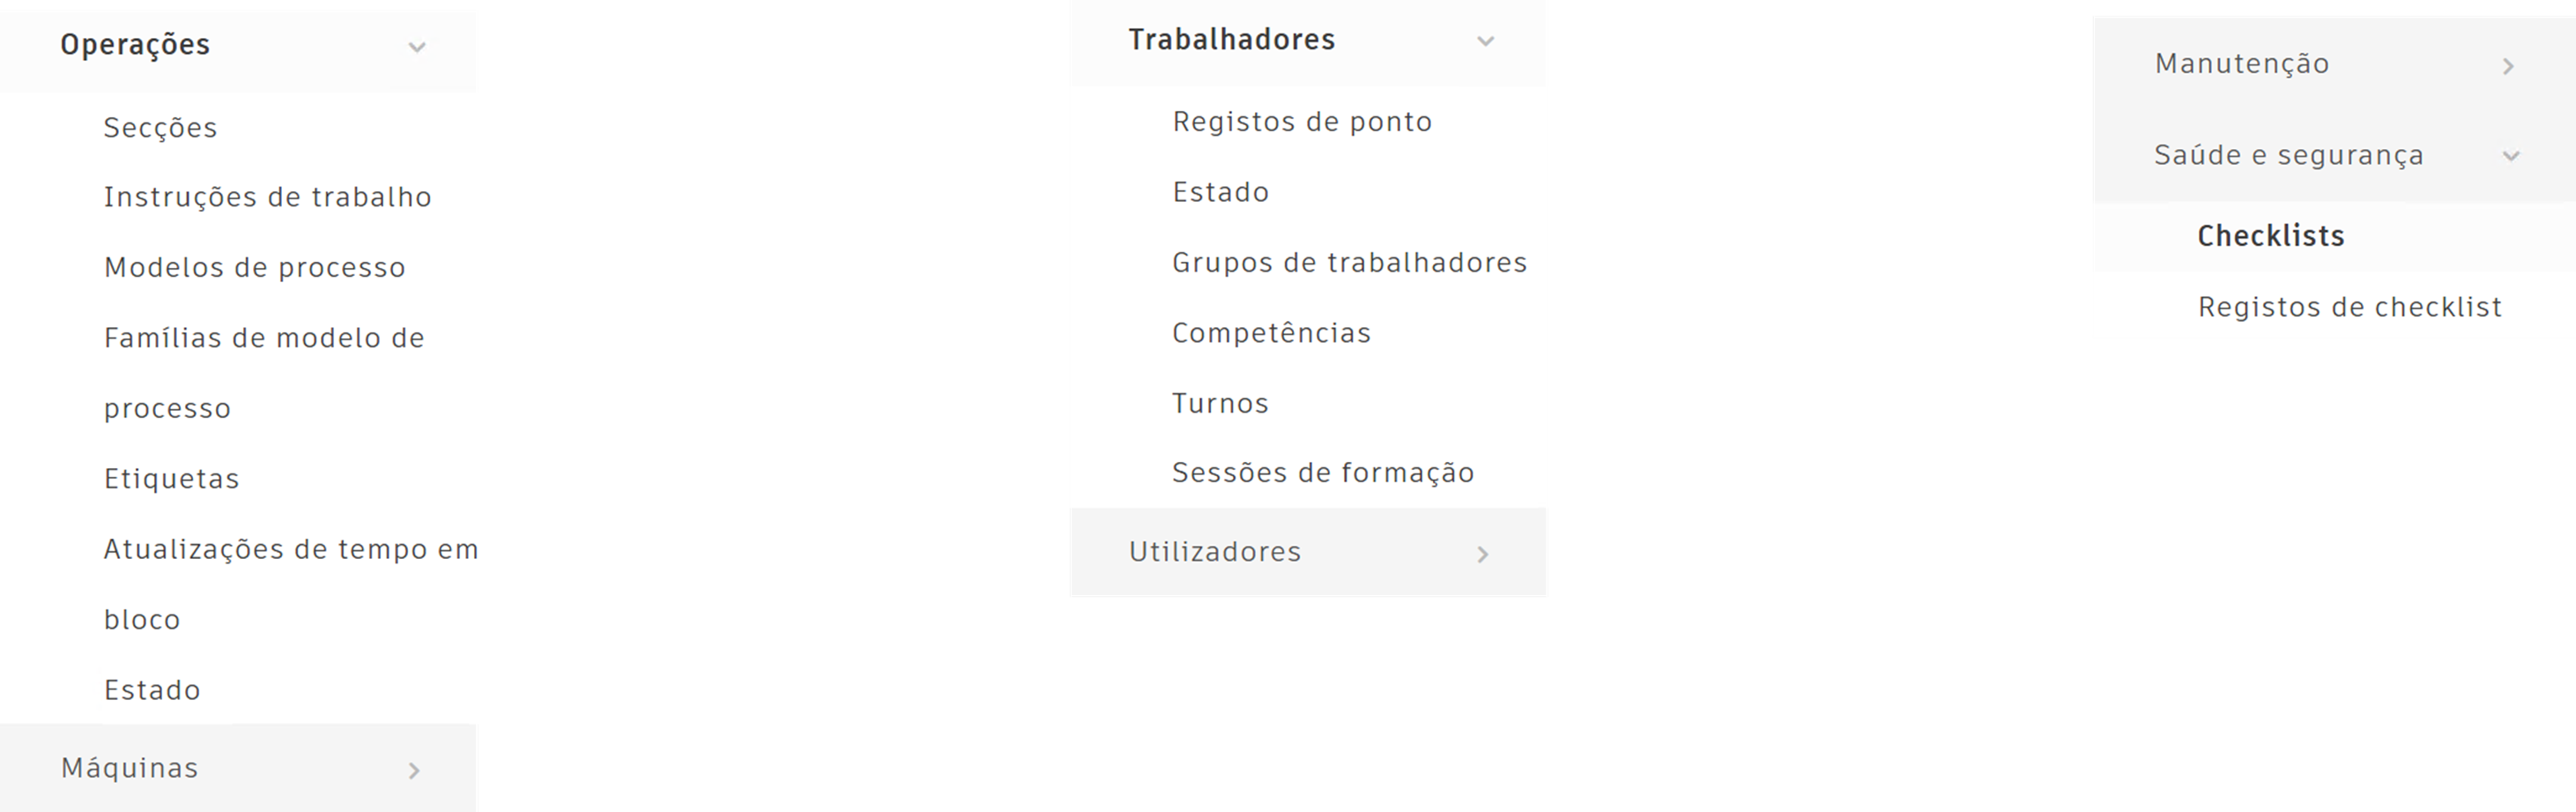 Operações
Secções
Instruções de trabalho
Modelos de processo
Famílias de modelo de
processo
Etiquetas
Atualizações de tempo em
bloco
Estado
Máquinas
Trabalhadores
Registos de ponto
Estado
Grupos de trabalhadores
Competências
Turnos
Sessões de formação
Utilizadores
Manutenção
Saúde e segurança
Checklists
Registos de checklist